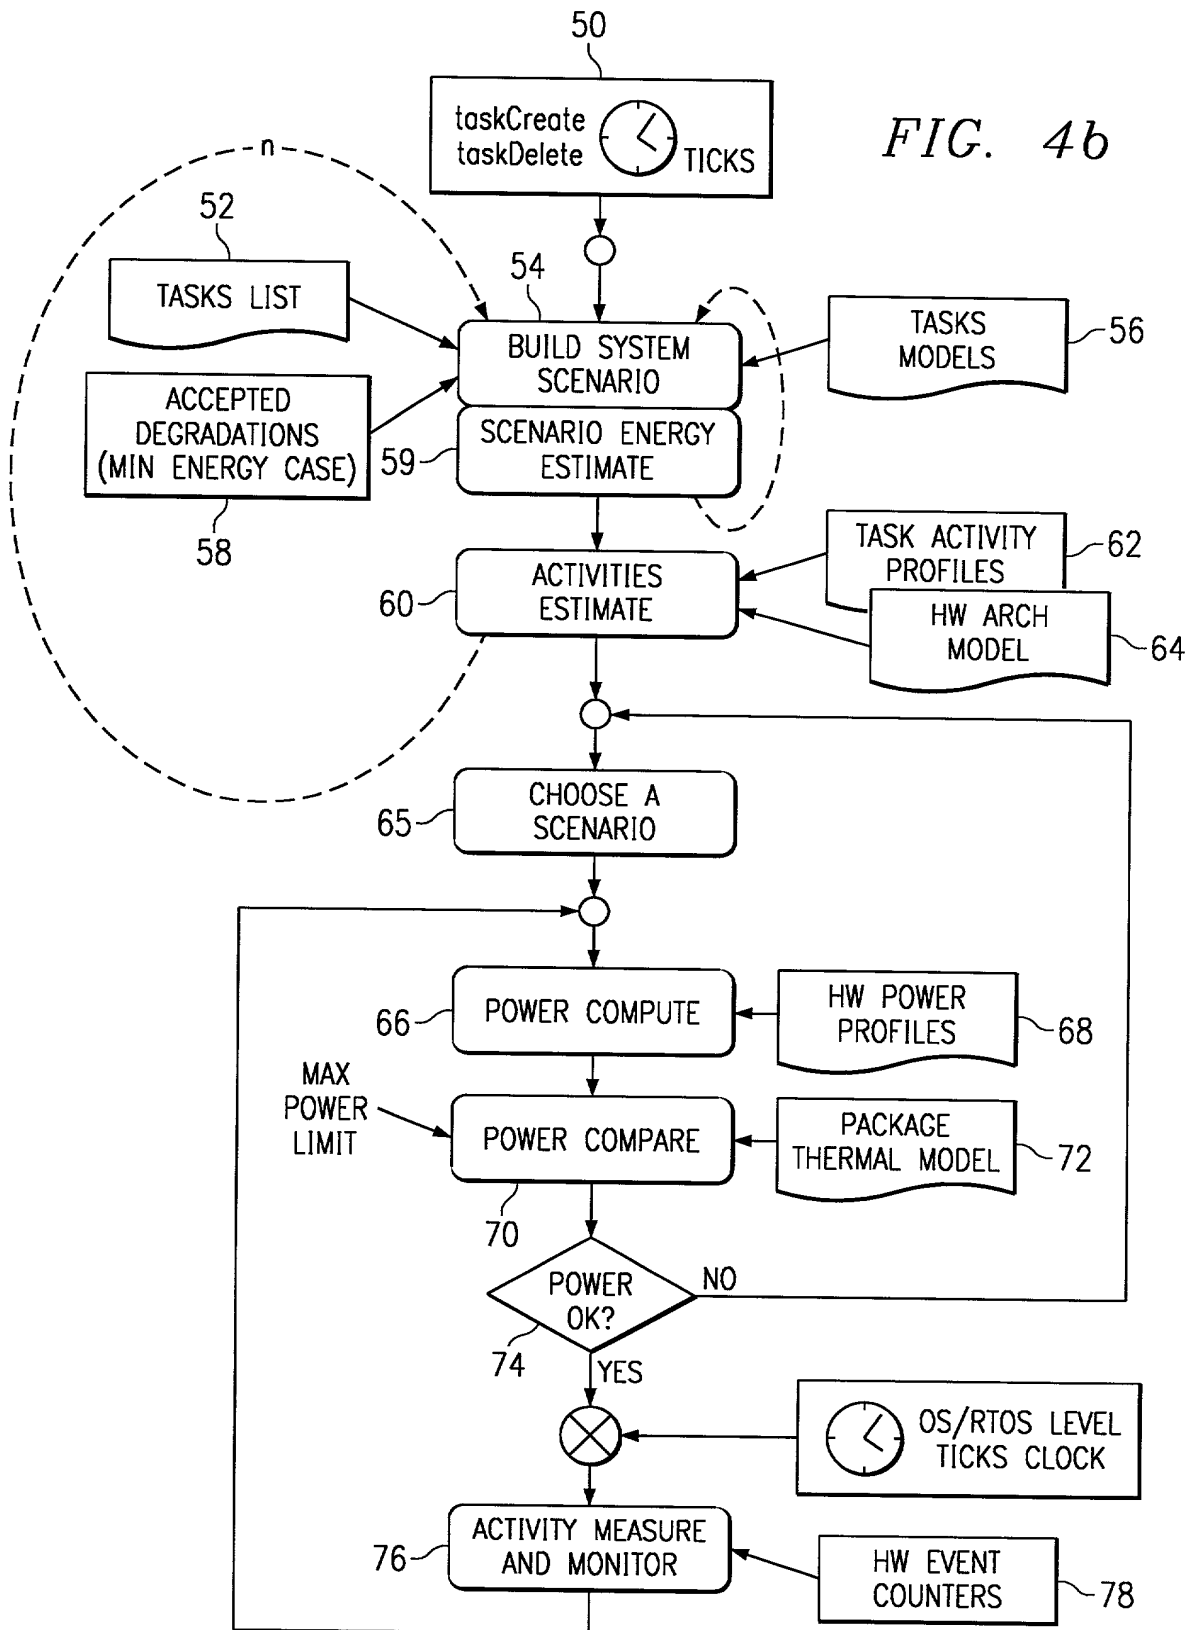 50
taskCreate
taskDelete
TICKS
FIG. 4b
n
52
TASKS LIST
54
BUILD SYSTEM
SCENARIO
TASKS
MODELS
56
ACCEPTED
DEGRADATIONS
(MIN ENERGY CASE)
58
59
SCENARIO ENERGY
ESTIMATE
60
ACTIVITIES
ESTIMATE
TASK ACTIVITY
PROFILES
62
HW ARCH
MODEL
64
65
CHOOSE A
SCENARIO
66
POWER COMPUTE
HW POWER
PROFILES
68
MAX
POWER
LIMIT
POWER COMPARE
70
PACKAGE
THERMAL MODEL
72
POWER
OK?
NO
74
YES
OS/RTOS LEVEL
TICKS CLOCK
76
ACTIVITY MEASURE
AND MONITOR
HW EVENT
COUNTERS
78